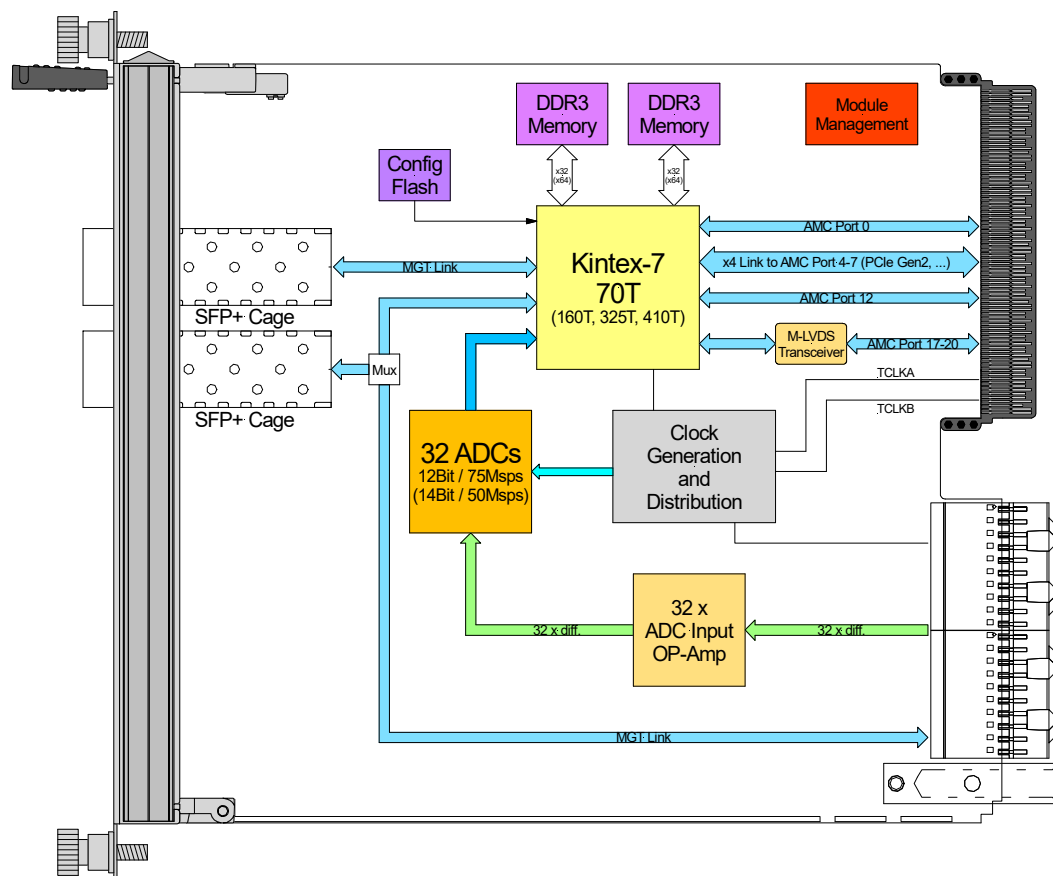 DDR3
Memory
DDR3
Memory
Module
Management
Config
Flash
x32
(x64)
x32
(x64)
Kintex-7
70T
(160T, 325T, 410T)
AMC Port 0
x4 Link to AMC Port 4-7 (PCIe Gen2, ...)
AMC Port 12
M-LVDS
Transceiver
AMC Port 17-20
MGT Link
SFP+ Cage
Mux
SFP+ Cage
TCLKA
TCLKB
32 ADCs
12Bit / 75Msps
(14Bit / 50Msps)
Clock
Generation
and
Distribution
32 x diff.
32 x
ADC Input
OP-Amp
32 x diff.
MGT Link